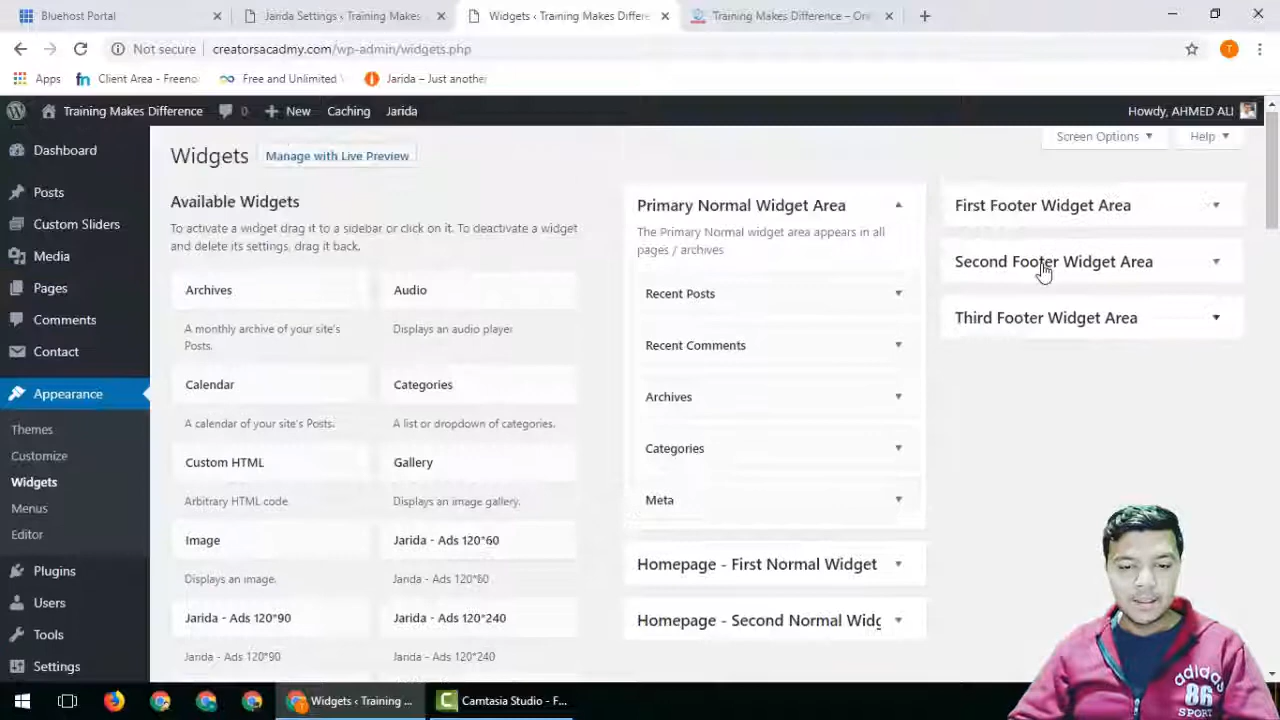 Bluehost Portal
Jarida Settings ‹ Training Makes
Widgets ‹ Training Makes Differe
Training Makes Difference – On
Not secure
creatorsacadmy.com/wp-admin/widgets.php
Apps
Client Area - Freeno
Free and Unlimited
Jarida – Just another
Training Makes Difference
0
New
Caching
Jarida
Howdy, AHMED ALI
Dashboard
Posts
Custom Sliders
Media
Pages
Comments
Contact
Appearance
Themes
Customize
Widgets
Menus
Editor
Plugins
Users
Tools
Settings
Widgets
Manage with Live Preview
Screen Options
Help
Available Widgets
To activate a widget drag it to a sidebar or click on it. To deactivate a widget
and delete its settings, drag it back.
Archives
A monthly archive of your site's
Posts.
Audio
Displays an audio player
Calendar
A calendar of your site's Posts.
Categories
A list or dropdown of categories.
Custom HTML
Arbitrary HTML code.
Gallery
Displays an image gallery.
Image
Displays an image.
Jarida - Ads 120*60
Jarida - Ads 120*60
Jarida - Ads 120*90
Jarida - Ads 120*90
Jarida - Ads 120*240
Jarida - Ads 120*240
Primary Normal Widget Area
The Primary Normal widget area appears in all
pages / archives
Recent Posts
Recent Comments
Archives
Categories
Meta
Homepage - First Normal Widget
Homepage - Second Normal Widg
First Footer Widget Area
Second Footer Widget Area
Third Footer Widget Area
adidas
86
SPORT
Widgets ‹ Training ...
Camtasia Studio - F...